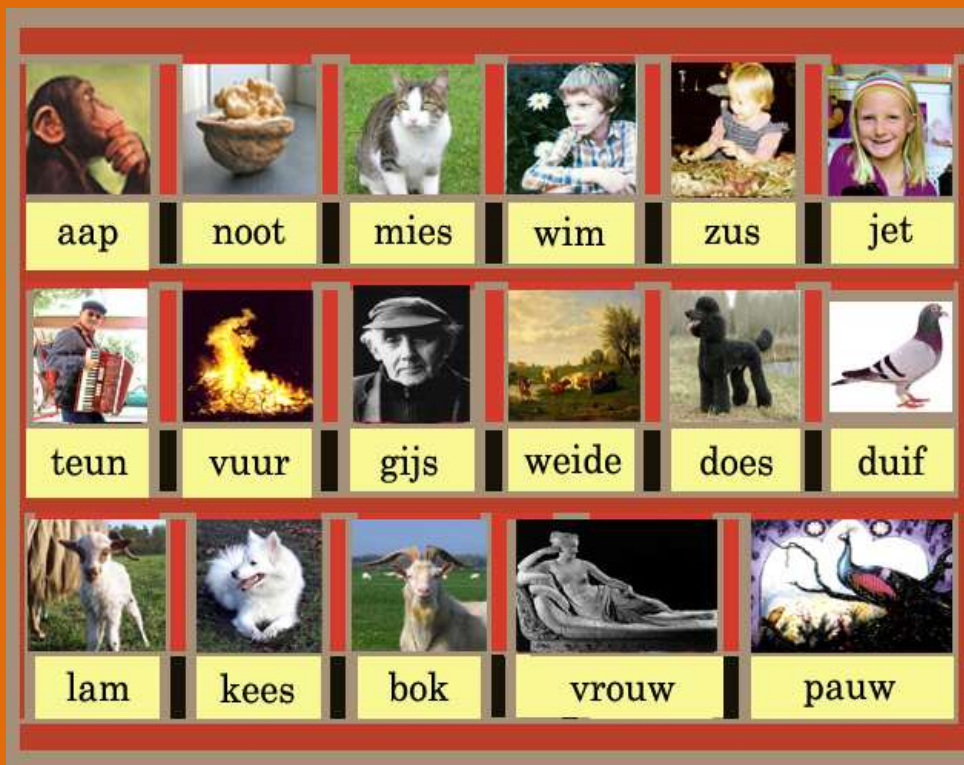 aap noot mies wim zus jet
teun vuur gijs weide does duif
lam kees bok vrouw pauw